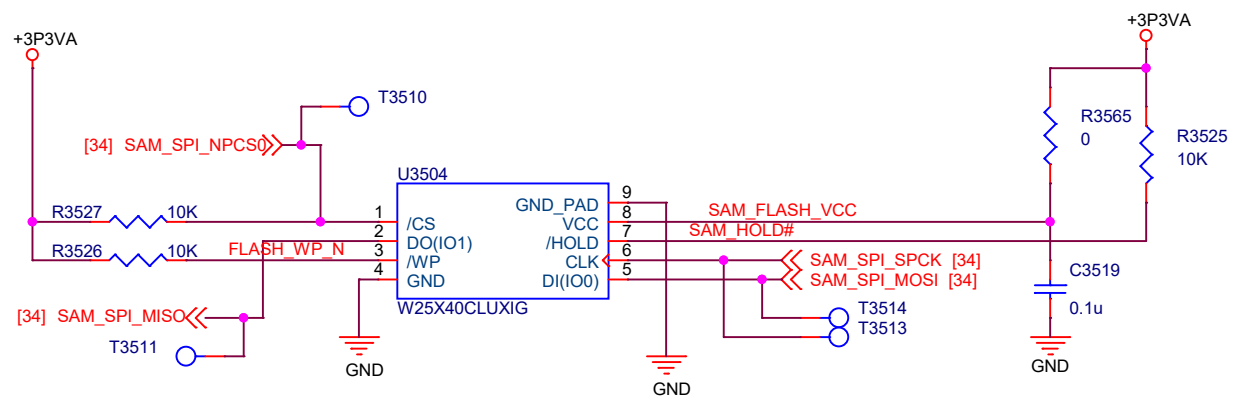 +3P3VA
+3P3VA
T3510
[34] SAM_SPI_NPCS0
R3565
0
R3525
10K
U3504
R3527 10K
1 /CS
2 DO(IO1)
3 /WP
4 GND
GND_PAD 9
VCC 8
/HOLD 7
CLK 6
DI(IO0) 5
SAM_FLASH_VCC
SAM_HOLD#
R3526 10K
FLASH_WP_N
SAM_SPI_SPCK [34]
SAM_SPI_MOSI [34]
C3519
0.1u
W25X40CLUXIG
[34] SAM_SPI_MISO
T3511
T3514
T3513
GND
GND
GND